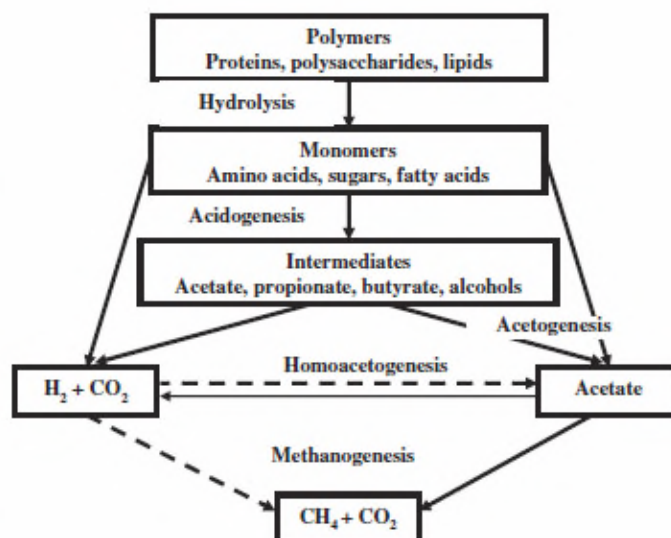 Polymers
Proteins, polysaccharides, lipids
Hydrolysis
Monomers
Amino acids, sugars, fatty acids
Acidogenesis
Intermediates
Acetate, propionate, butyrate, alcohols
Acetogenesis
Homoacetogenesis
H₂ + CO₂
Acetate
Methanogenesis
CH₄ + CO₂